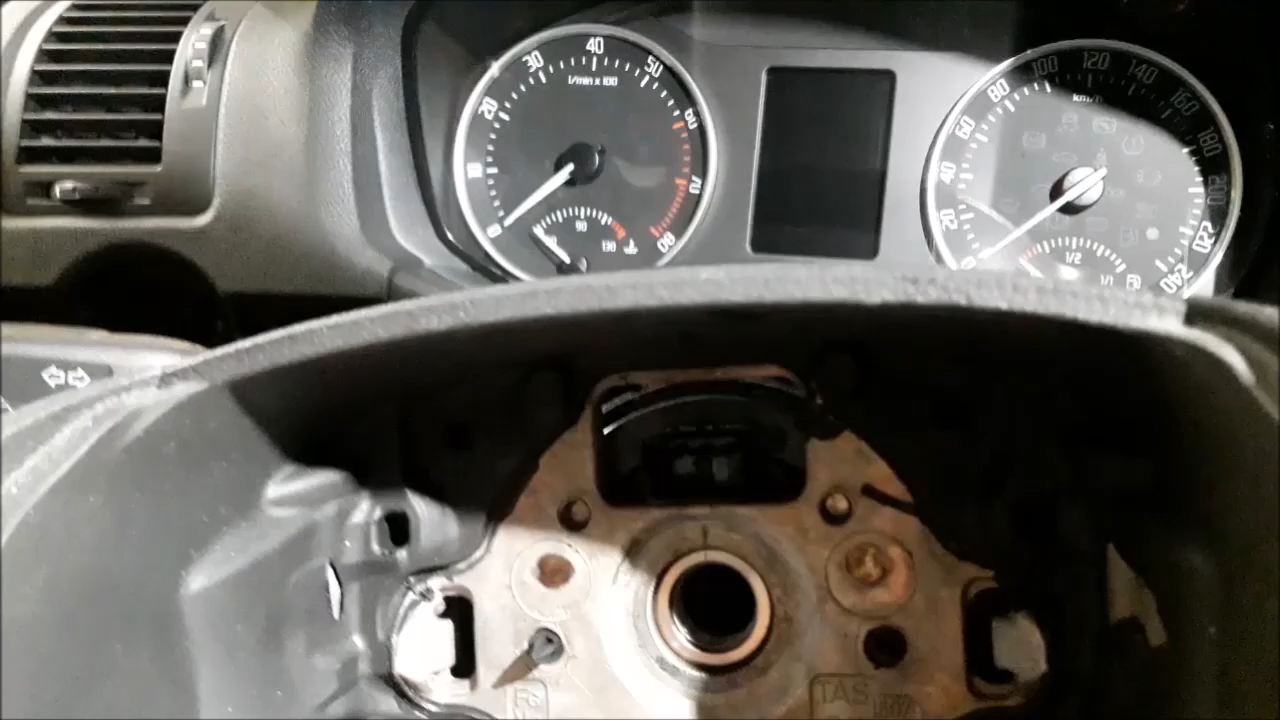 10 20 30 40 50 60 70 80
1/min x 100
90 130
0 20 40 60 80 100 120 140 160 180 200 220 240
km/h
1/2 1/1
TAS